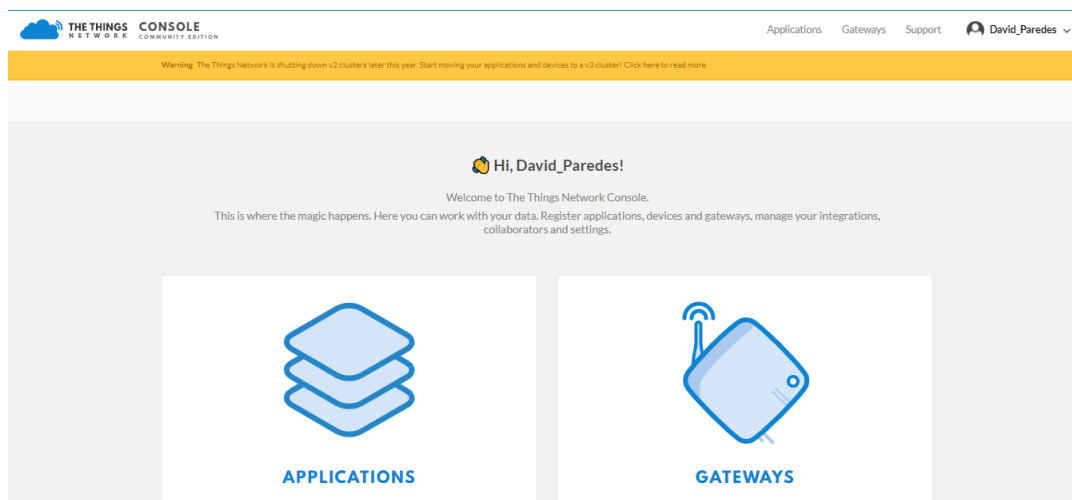 THE THINGS NETWORK CONSOLE COMMUNITY EDITION
Applications Gateways Support David_Paredes
Warning The Things Network is shutting down v2 clusters later this year. Start moving your applications and devices to a v3 cluster! Click here to read more
Hi, David_Paredes!
Welcome to The Things Network Console.
This is where the magic happens. Here you can work with your data. Register applications, devices and gateways, manage your integrations,
collaborators and settings.
APPLICATIONS
GATEWAYS